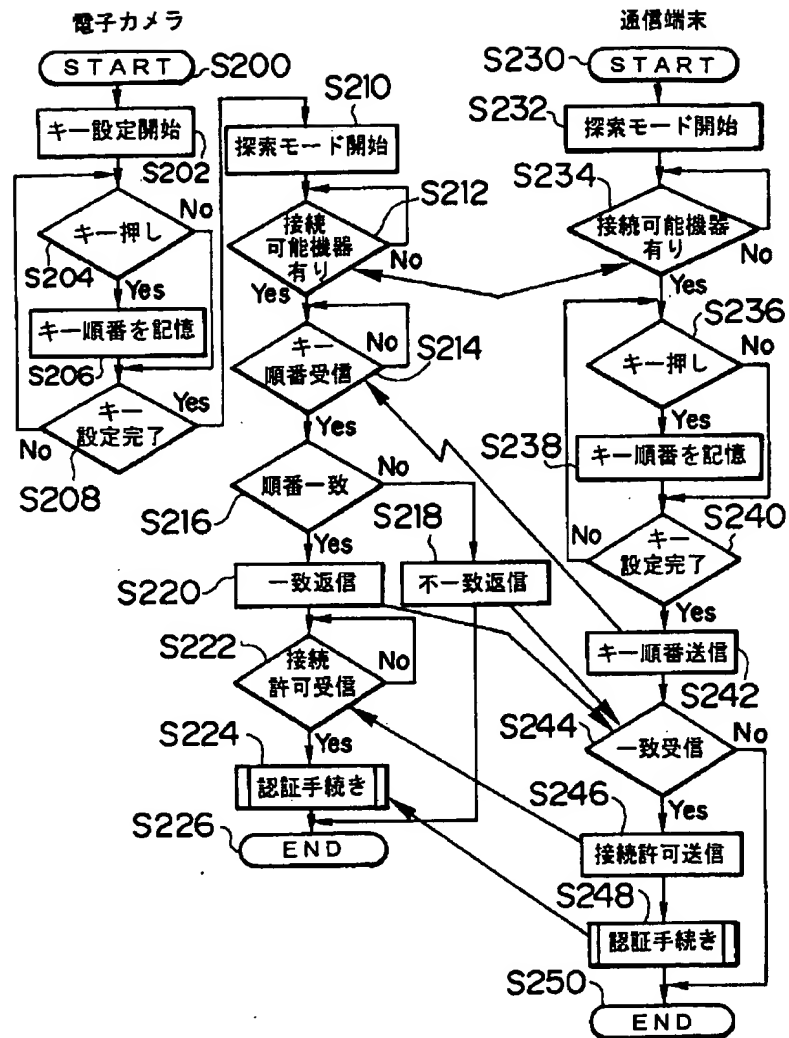 電子カメラ
START
S200
キー設定開始
S202
キー押し
No
S204
Yes
キー順番を記憶
S206
キー
設定完了
Yes
No
S208
S210
探索モード開始
S212
接続
可能機器
有り
No
Yes
キー
順番受信
No
S214
Yes
順番一致
No
S216
Yes
S218
S220
一致返信
不一致返信
S222
接続
許可受信
No
Yes
S224
認証手続き
S226
END
通信端末
S230
START
S232
探索モード開始
S234
接続可能機器
有り
No
Yes
S236
キー押し
No
Yes
S238
キー順番を記憶
S240
No
キー
設定完了
Yes
キー順番送信
S242
S244
一致受信
No
Yes
S246
接続許可送信
S248
認証手続き
S250
END